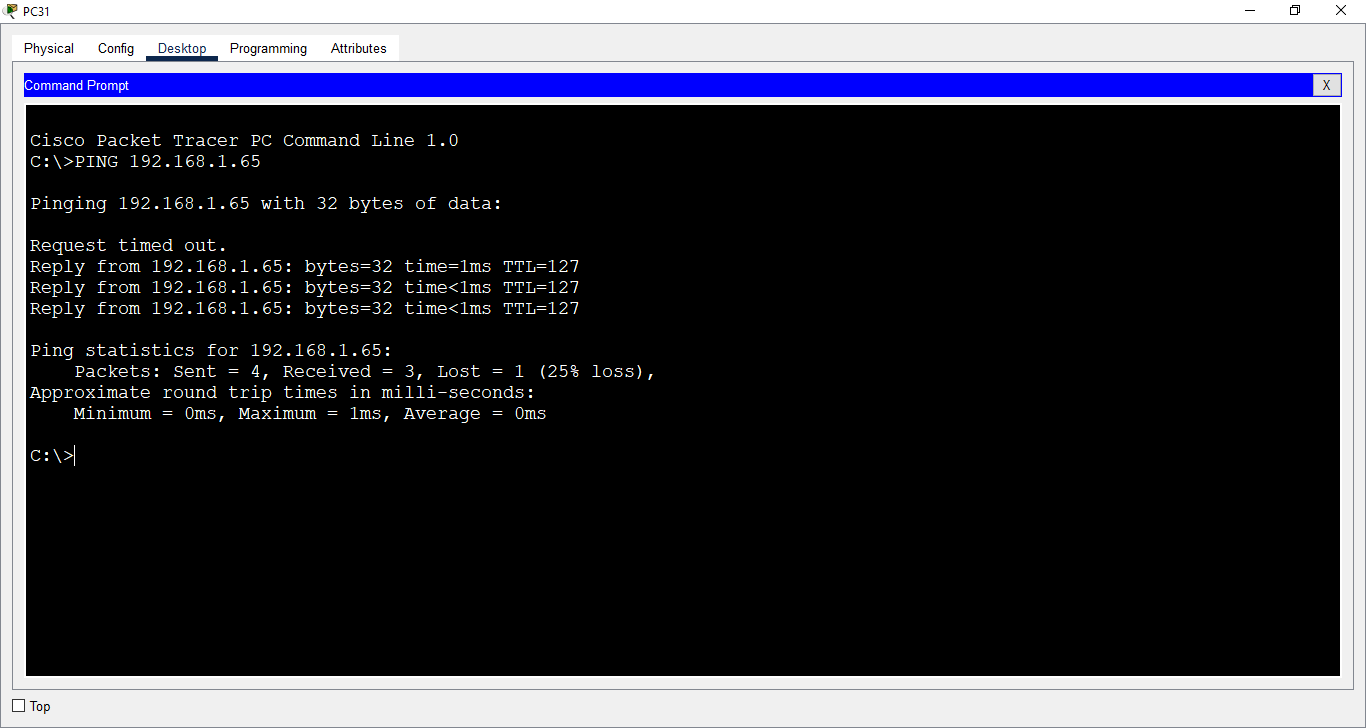 PC31
Physical Config Desktop Programming Attributes
Command Prompt X
Cisco Packet Tracer PC Command Line 1.0
C:\>PING 192.168.1.65
Pinging 192.168.1.65 with 32 bytes of data:
Request timed out.
Reply from 192.168.1.65: bytes=32 time=1ms TTL=127
Reply from 192.168.1.65: bytes=32 time<1ms TTL=127
Reply from 192.168.1.65: bytes=32 time<1ms TTL=127
Ping statistics for 192.168.1.65:
Packets: Sent = 4, Received = 3, Lost = 1 (25% loss),
Approximate round trip times in milli-seconds:
Minimum = 0ms, Maximum = 1ms, Average = 0ms
C:\>
Top